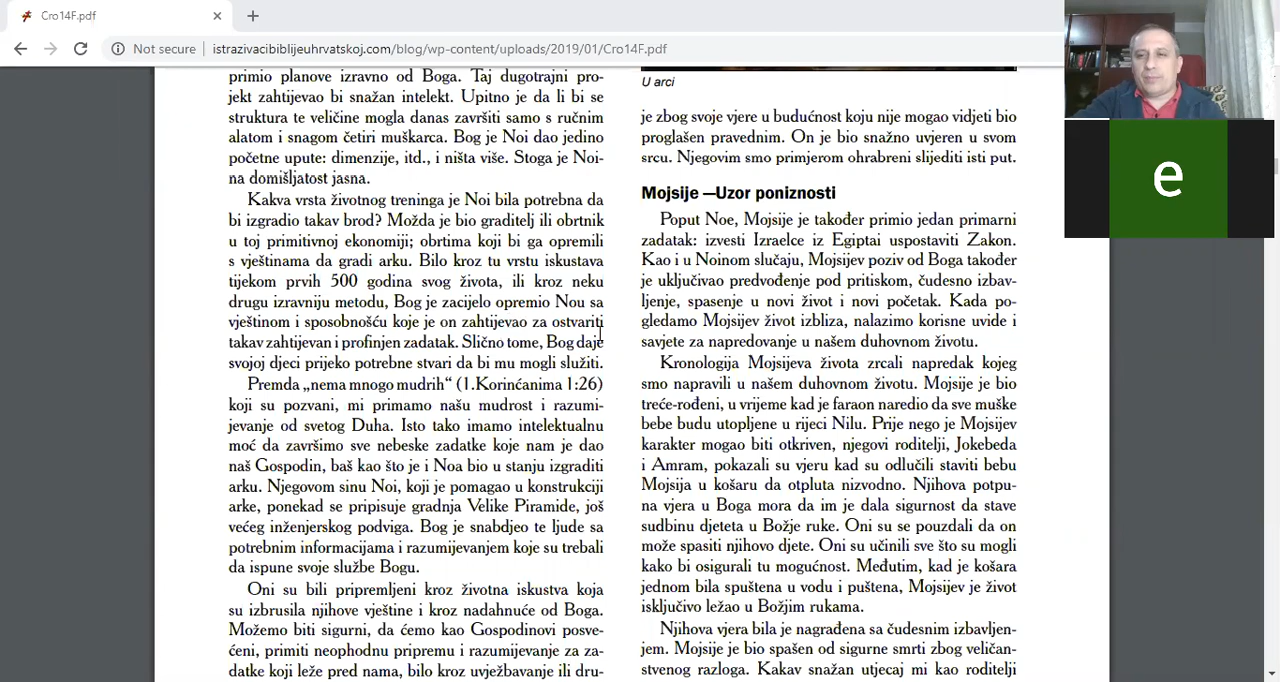 Cro14F.pdf
Not secure
istrazivacibiblijeuhrvatskoj.com/blog/wp-content/uploads/2019/01/Cro14F.pdf
primio planove izravno od Boga. Taj dugotrajni pro-
jekt zahtijevao bi snažan intelekt. Upitno je da li bi se
struktura te veličine mogla danas završiti samo s ručnim
alatom i snagom četiri muškarca. Bog je Noi dao jedino
početne upute: dimenzije, itd., i ništa više. Stoga je Noi-
na domišljatost jasna.
Kakva vrsta životnog treninga je Noi bila potrebna da
bi izgradio takav brod? Možda je bio graditelj ili obrtnik
u toj primitivnoj ekonomiji; obrtima koji bi ga opremili
s vještinama da gradi arku. Bilo kroz tu vrstu iskustava
tijekom prvih 500 godina svog života, ili kroz neku
drugu izravniju metodu, Bog je zacijelo opremio Nou sa
vještinom i sposobnošću koje je on zahtijevao za ostvariti
takav zahtijevan i profinjen zadatak. Slično tome, Bog daje
svojoj djeci prijeko potrebne stvari da bi mu mogli služiti.
Premda „nema mnogo mudrih“ (1.Korinćanima 1:26)
koji su pozvani, mi primamo našu mudrost i razumi-
jevanje od svetog Duha. Isto tako imamo intelektualnu
moć da završimo sve nebeske zadatke koje nam je dao
naš Gospodin, baš kao što je i Noa bio u stanju izgraditi
arku. Njegovom sinu Noi, koji je pomagao u konstrukciji
arke, ponekad se pripisuje gradnja Velike Piramide, još
većeg inženjerskog podviga. Bog je snabdjeo te ljude sa
potrebnim informacijama i razumijevanjem koje su trebali
da ispune svoje službe Bogu.
Oni su bili pripremljeni kroz životna iskustva koja
su izbrusila njihove vještine i kroz nadahnuće od Boga.
Možemo biti sigurni, da ćemo kao Gospodinovi posve-
ćeni, primiti neophodnu pripremu i razumijevanje za za-
datke koji leže pred nama, bilo kroz uvježbavanje ili dru-
U arci
je zbog svoje vjere u budućnost koju nije mogao vidjeti bio
proglašen pravednim. On je bio snažno uvjeren u svom
srcu. Njegovim smo primjerom ohrabreni slijediti isti put.
Mojsije —Uzor poniznosti
Poput Noe, Mojsije je također primio jedan primarni
zadatak: izvesti Izraelce iz Egiptai uspostaviti Zakon.
Kao i u Noinom slučaju, Mojsijev poziv od Boga također
je uključivao predvođenje pod pritiskom, čudesno izbav-
ljenje, spasenje u novi život i novi početak. Kada po-
gledamo Mojsijev život izbliza, nalazimo korisne uvide i
savjete za napredovanje u našem duhovnom životu.
Kronologija Mojsijeva života zrcali napredak kojeg
smo napravili u našem duhovnom životu. Mojsije je bio
treće-rođeni, u vrijeme kad je faraon naredio da sve muške
bebe budu utopljene u rijeci Nilu. Prije nego je Mojsijev
karakter mogao biti otkriven, njegovi roditelji, Jokebeda
i Amram, pokazali su vjeru kad su odlučili staviti bebu
Mojsija u košaru da otpluta nizvodno. Njihova potpu-
na vjera u Boga mora da im je dala sigurnost da stave
sudbinu djeteta u Božje ruke. Oni su se pouzdali da on
može spasiti njihovo djete. Oni su učinili sve što su mogli
kako bi osigurali tu mogućnost. Međutim, kad je košara
jednom bila spuštena u vodu i puštena, Mojsijev je život
isključivo ležao u Božjim rukama.
Njihova vjera bila je nagrađena sa čudesnim izbavljen-
jem. Mojsije je bio spašen od sigurne smrti zbog veličan-
stvenog razloga. Kakav snažan utjecaj mi kao roditelji
e